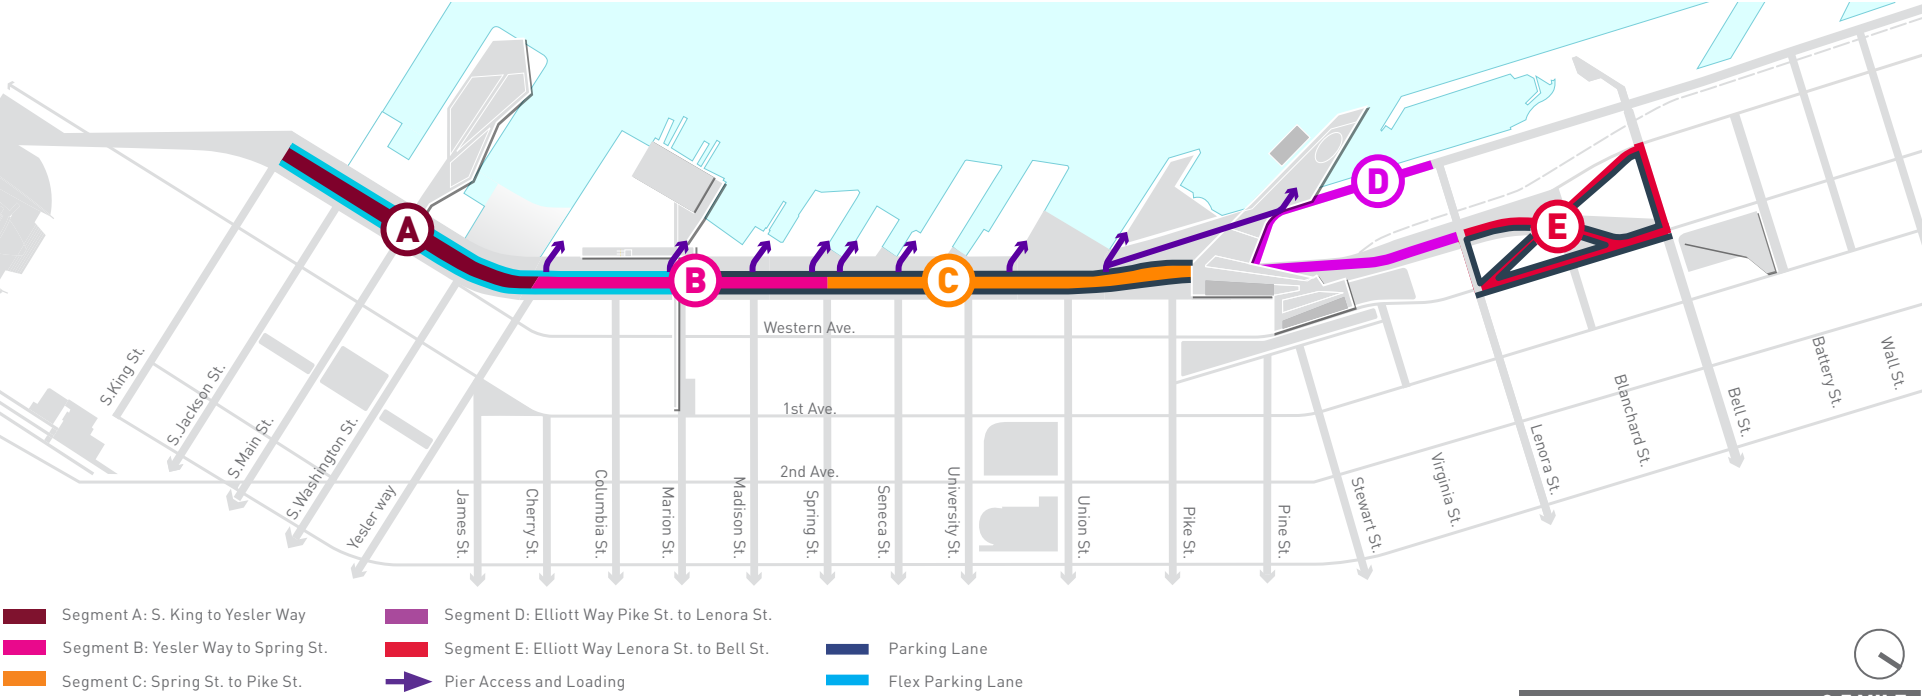 A
B
C
D
E
Western Ave.
1st Ave.
2nd Ave.
S.King St.
S.Jackson St.
S.Main St.
S.Washington St.
Yesler way
James St.
Cherry St.
Columbia St.
Marion St.
Madison St.
Spring St.
Seneca St.
University St.
Union St.
Pike St.
Pine St.
Stewart St.
Virginia St.
Lenora St.
Blanchard St.
Bell St.
Battery St.
Wall St.
Segment A: S. King to Yesler Way
Segment B: Yesler Way to Spring St.
Segment C: Spring St. to Pike St.
Segment D: Elliott Way Pike St. to Lenora St.
Segment E: Elliott Way Lenora St. to Bell St.
Pier Access and Loading
Parking Lane
Flex Parking Lane